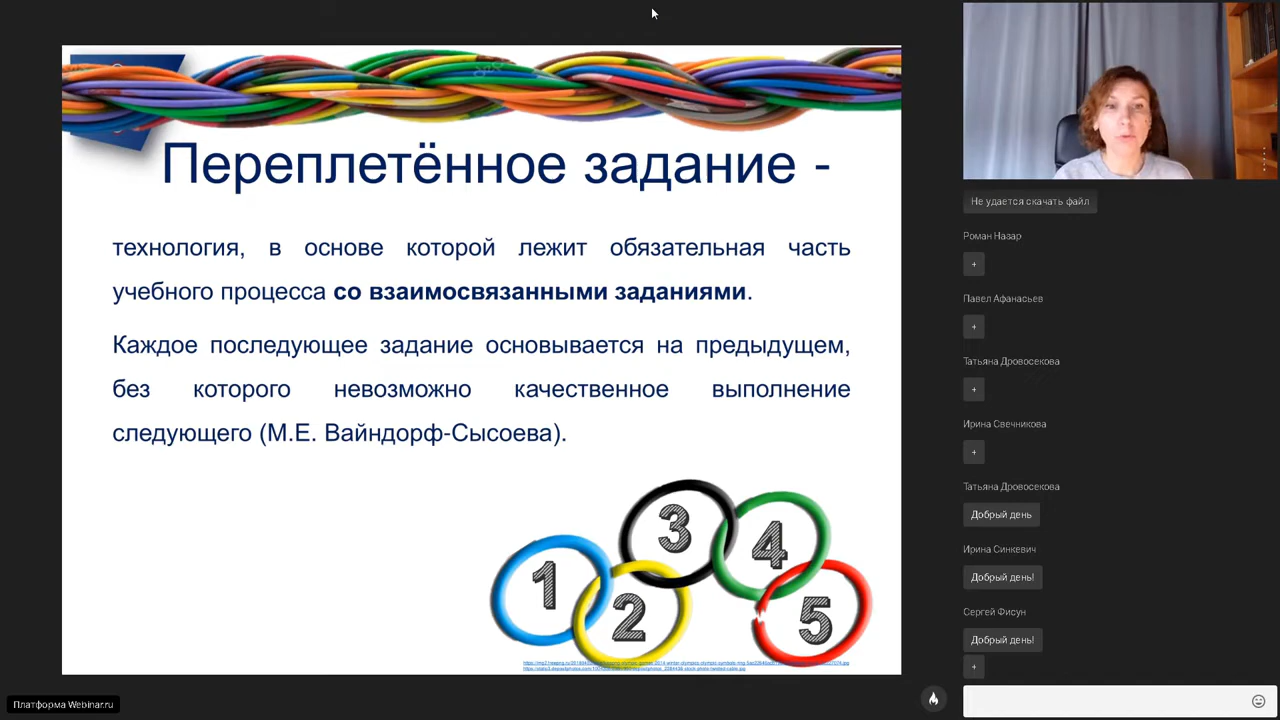 Переплетённое задание -
технология, в основе которой лежит обязательная часть
учебного процесса со взаимосвязанными заданиями.
Каждое последующее задание основывается на предыдущем,
без которого невозможно качественное выполнение
следующего (М.Е. Вайндорф-Сысоева).
1
2
3
4
5
Платформа Webinar.ru
Не удается скачать файл
Роман Назар
+
Павел Афанасьев
+
Татьяна Дровосекова
+
Ирина Свечникова
+
Татьяна Дровосекова
Добрый день
Ирина Синкевич
Добрый день!
Сергей Фисун
Добрый день!
+